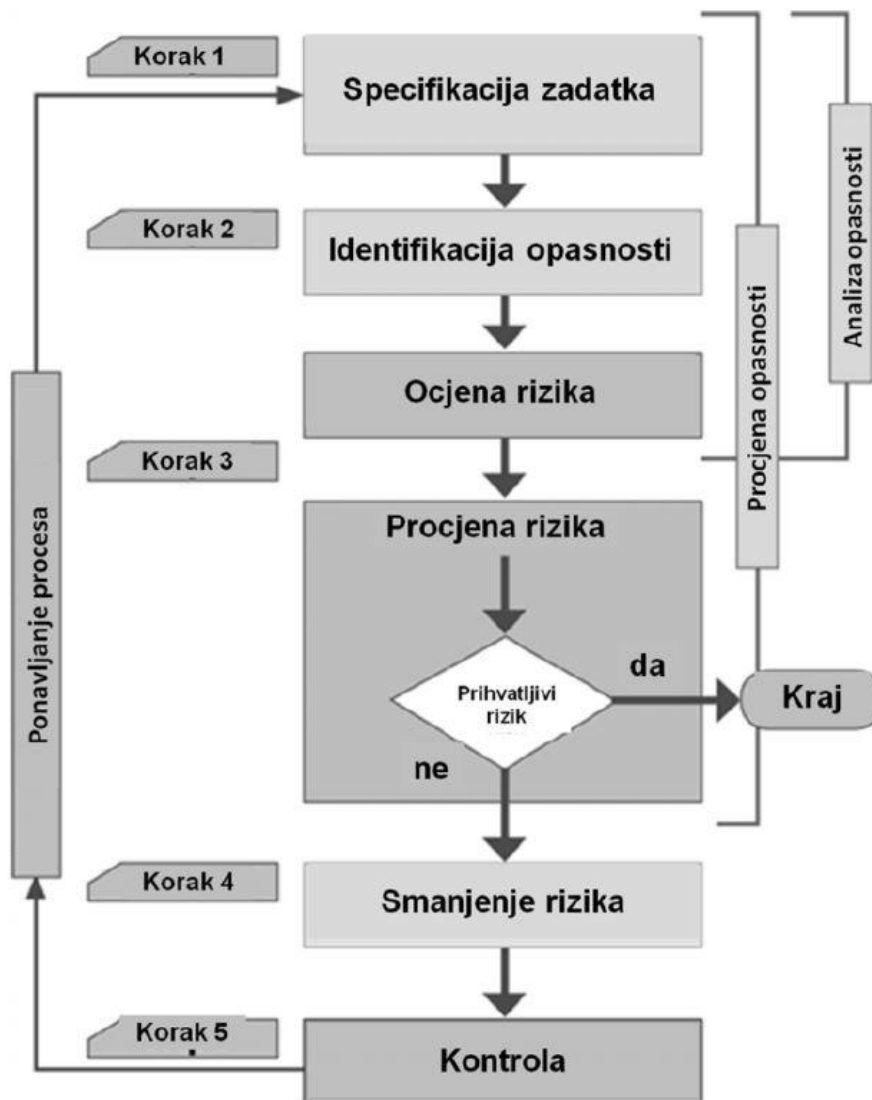 Korak 1
Specifikacija zadatka
Korak 2
Identifikacija opasnosti
Ocjena rizika
Korak 3
Procjena rizika
Prihvatljivi
rizik
da
Kraj
ne
Korak 4
Smanjenje rizika
Korak 5
Kontrola
Ponavljanje procesa
Procjena opasnosti
Analiza opasnosti